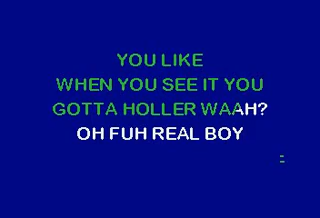 YOU LIKE
WHEN YOU SEE IT YOU
GOTTA HOLLER WAAH?
OH FUH REAL BOY